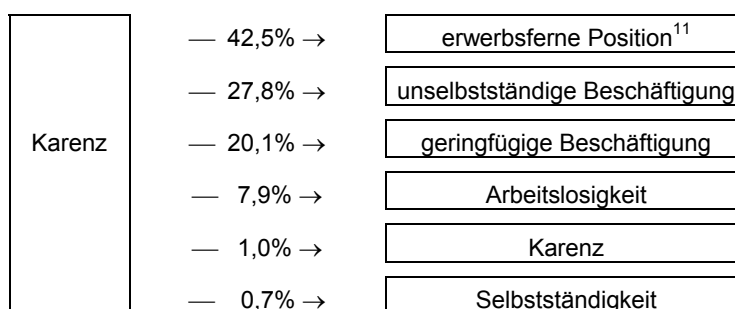 — 42,5% → erwerbsferne Position¹¹
— 27,8% → unselbstständige Beschäftigung
Karenz — 20,1% → geringfügige Beschäftigung
— 7,9% → Arbeitslosigkeit
— 1,0% → Karenz
— 0,7% → Selbstständigkeit